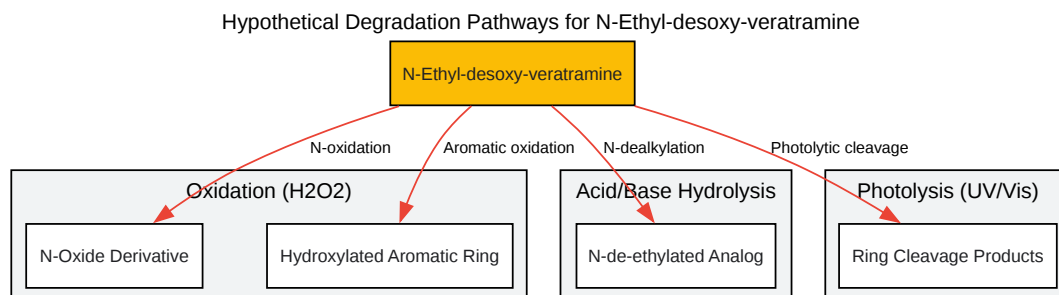 Hypothetical Degradation Pathways for N-Ethyl-desoxy-veratramine
N-Ethyl-desoxy-veratramine
N-oxidation
Aromatic oxidation
N-dealkylation
Photolytic cleavage
Oxidation (H2O2)
Acid/Base Hydrolysis
Photolysis (UV/Vis)
N-Oxide Derivative
Hydroxylated Aromatic Ring
N-de-ethylated Analog
Ring Cleavage Products